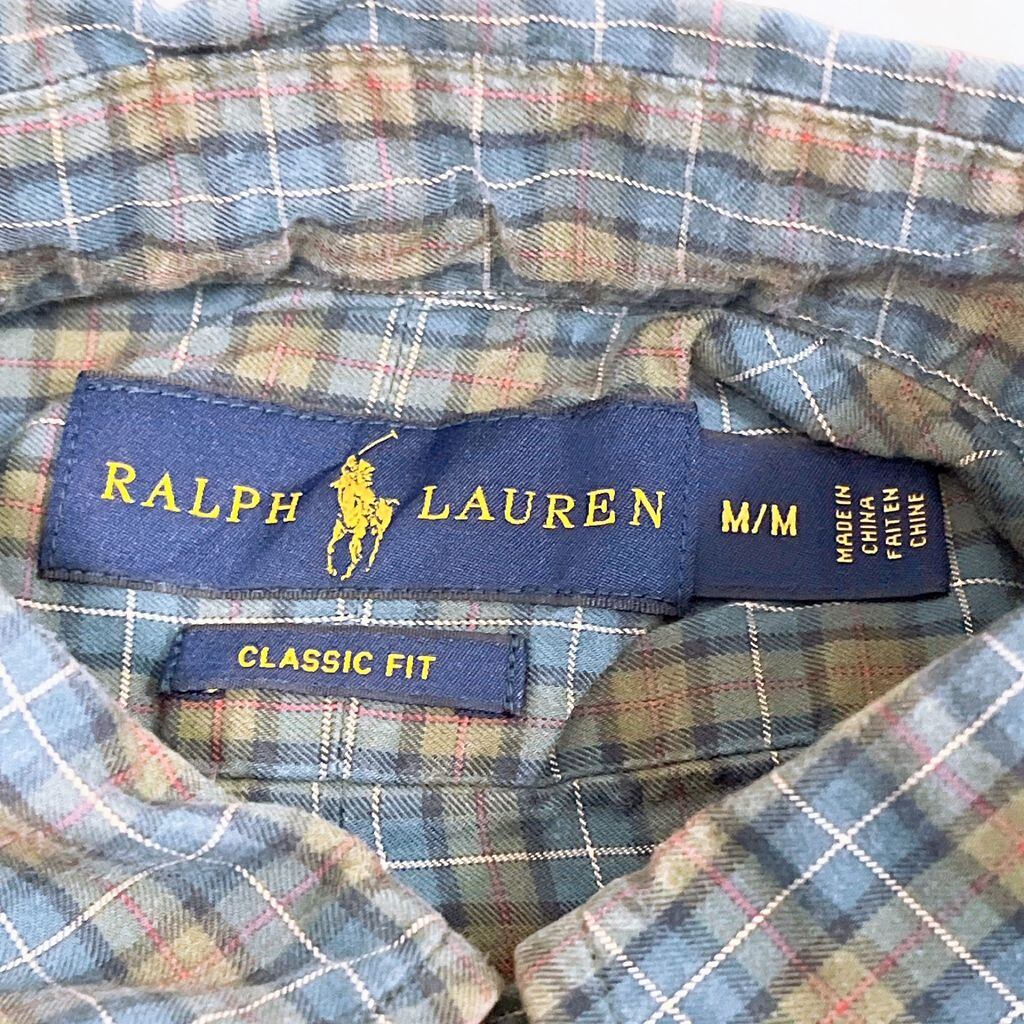 RALPH LAUREN
M/M
MADE IN
CHINA
FAIT EN
CHINE
CLASSIC FIT